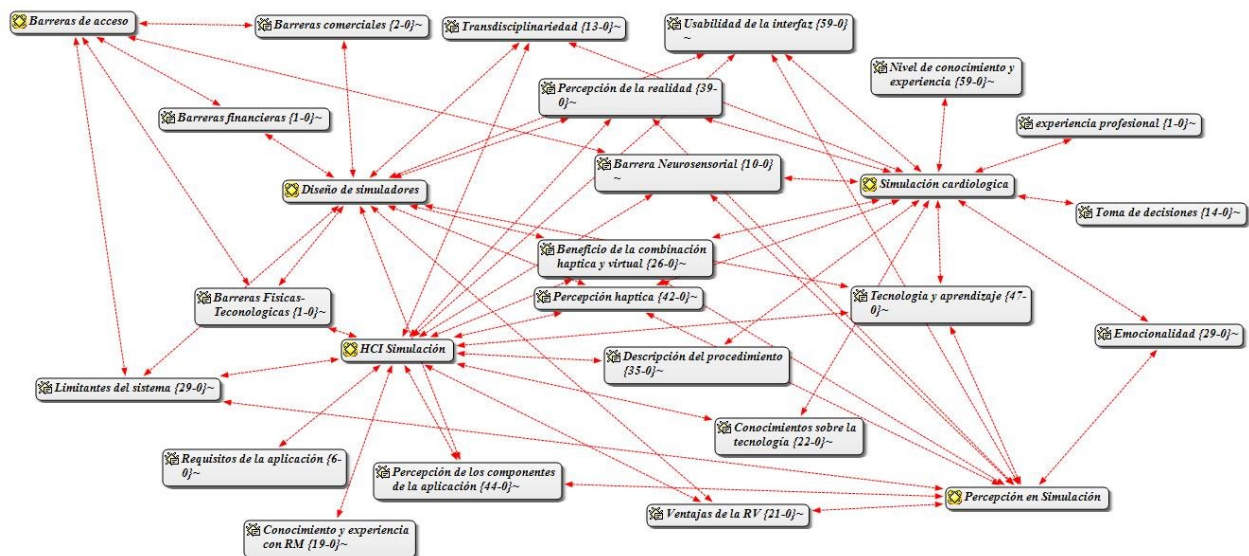 Barreras de acceso
Barreras comerciales {2-0}~
Transdisciplinariedad {13-0}~
Usabilidad de la interfaz {59-0}
~
Nivel de conocimiento y
experiencia {59-0}~
Percepción de la realidad {39-
0}~
Barreras financieras {1-0}~
experiencia profesional {1-0}~
Barrera Neurosensorial {10-0}
~
Diseño de simuladores
Simulación cardiologica
Toma de decisiones {14-0}~
Beneficio de la combinación
haptica y virtual {26-0}~
Barreras Fisicas-
Teconologicas {1-0}~
Percepción haptica {42-0}~
Tecnologia y aprendizaje {47-
0}~
Emocionalidad {29-0}~
HCI Simulación
Descripción del procedimiento
{35-0}~
Limitantes del sistema {29-0}~
Conocimientos sobre la
tecnología {22-0}~
Requisitos de la aplicación {6-
0}~
Percepción de los componentes
de la aplicación {44-0}~
Percepción en Simulación
Ventajas de la RV {21-0}~
Conocimiento y experiencia
con RM {19-0}~